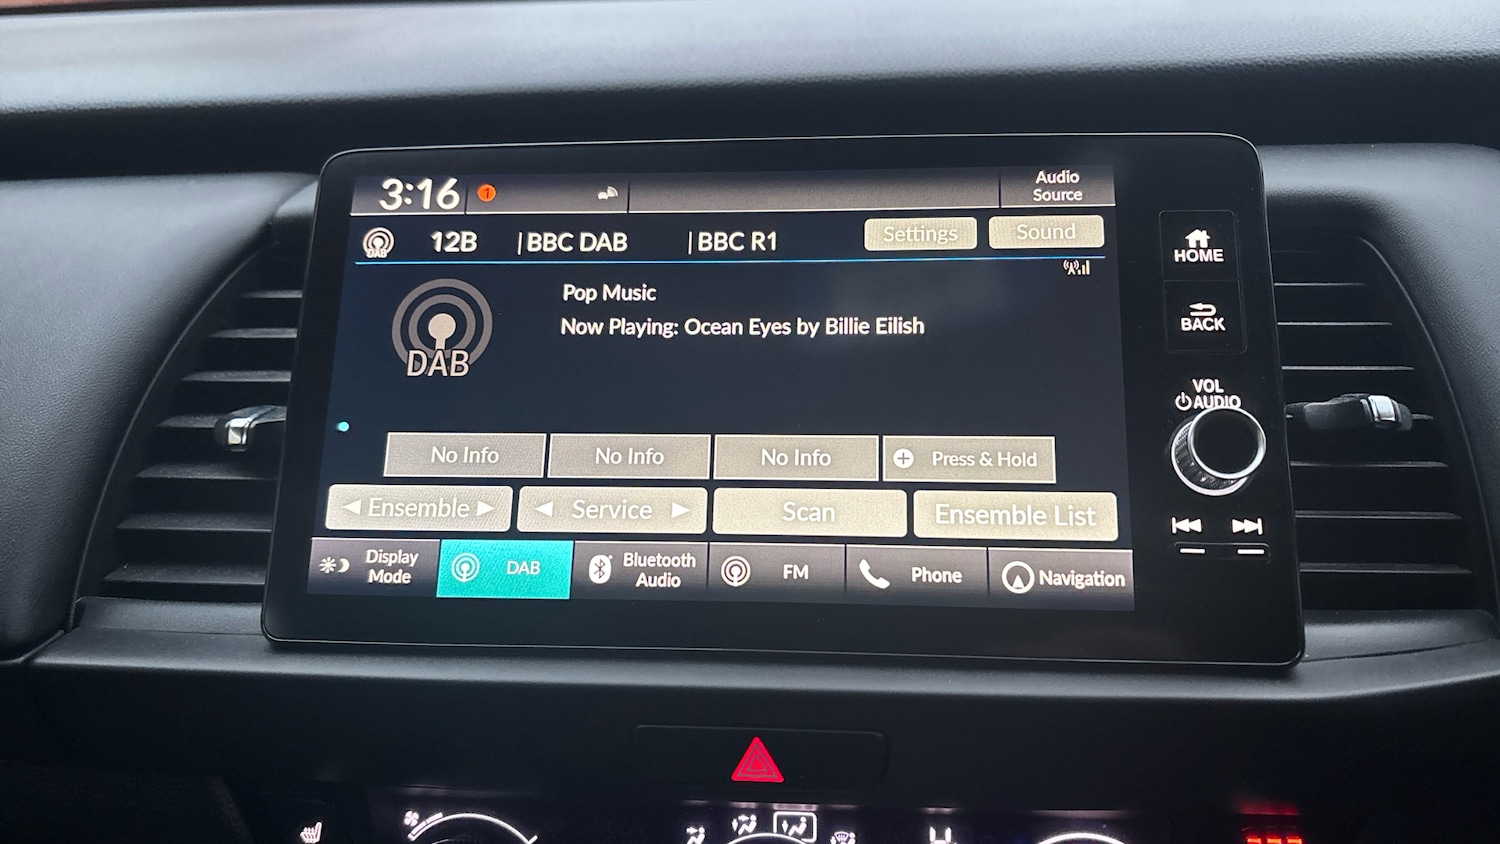 3:16
1
Audio
Source
DAB
12B
|BBC DAB
|BBC R1
Settings
Sound
HOME
Pop Music
Now Playing: Ocean Eyes by Billie Eilish
DAB
BACK
VOL
AUDIO
No Info
No Info
No Info
Press & Hold
Ensemble
Service
Scan
Ensemble List
Display
Mode
DAB
Bluetooth
Audio
FM
Phone
Navigation